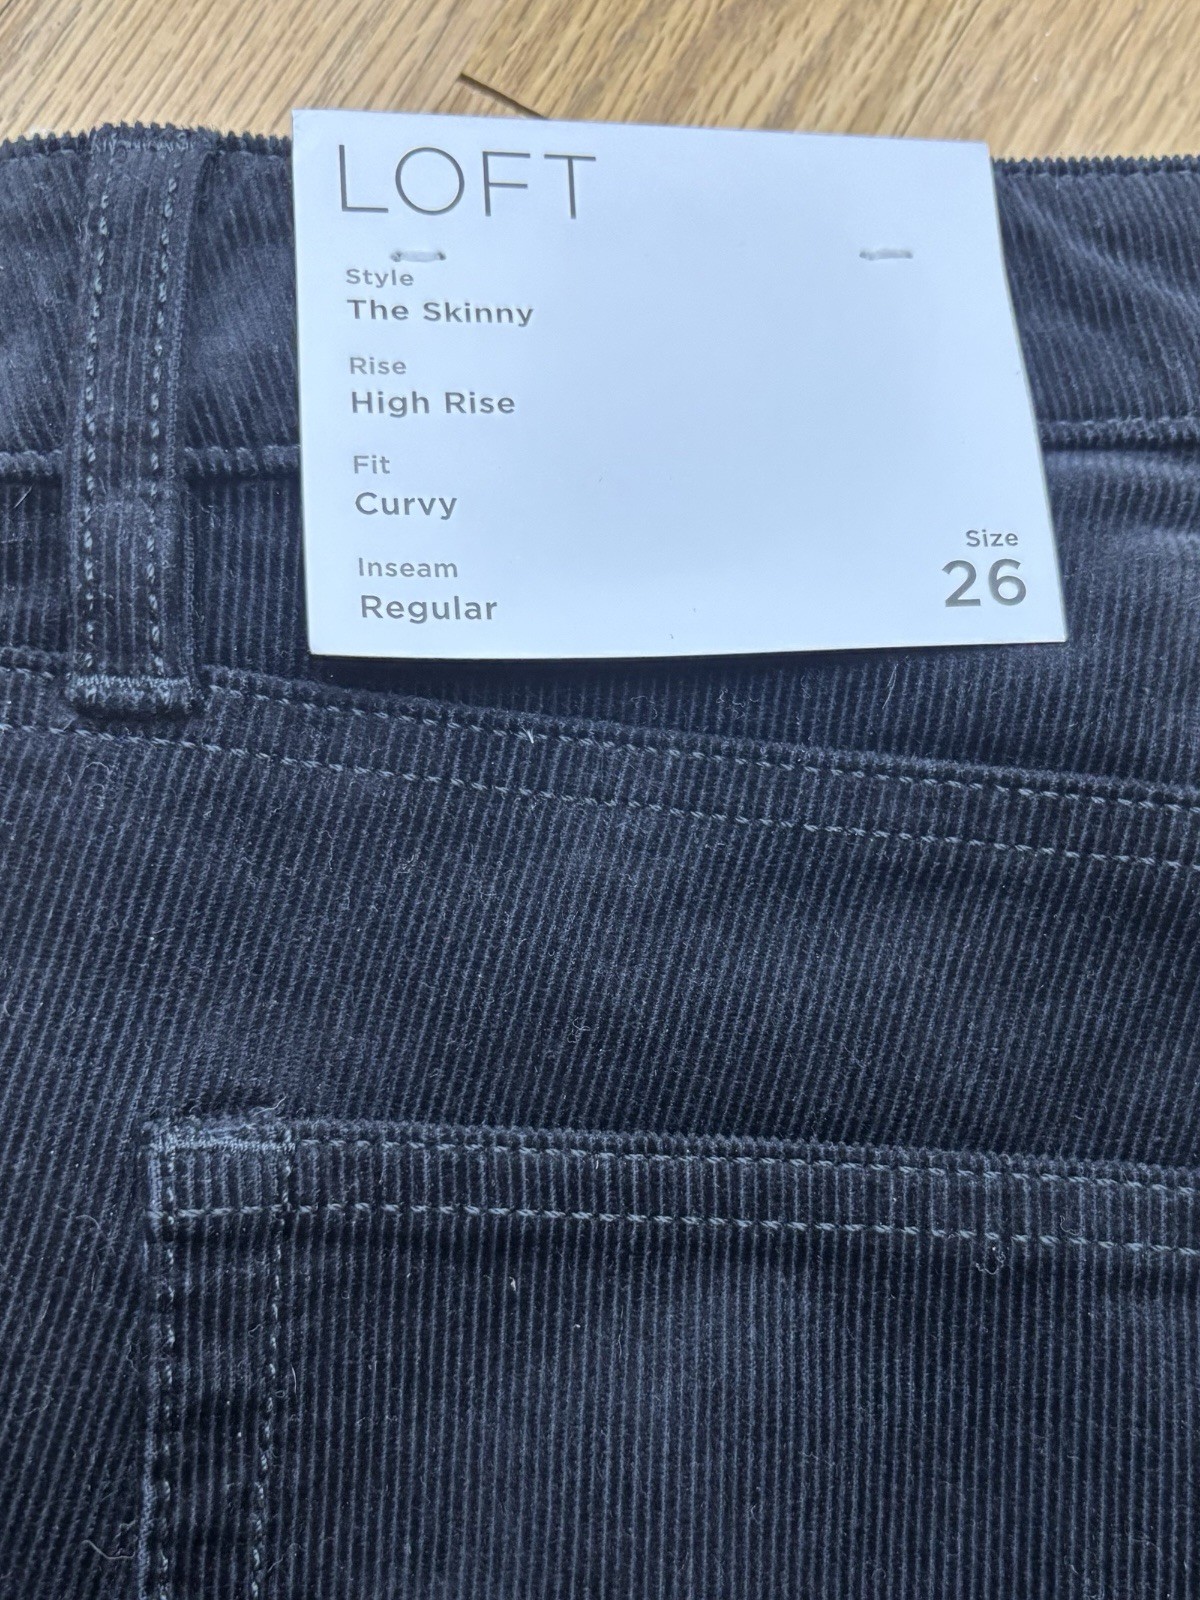 LOFT
Style
The Skinny
Rise
High Rise
Fit
Curvy
Inseam
Regular
Size
26